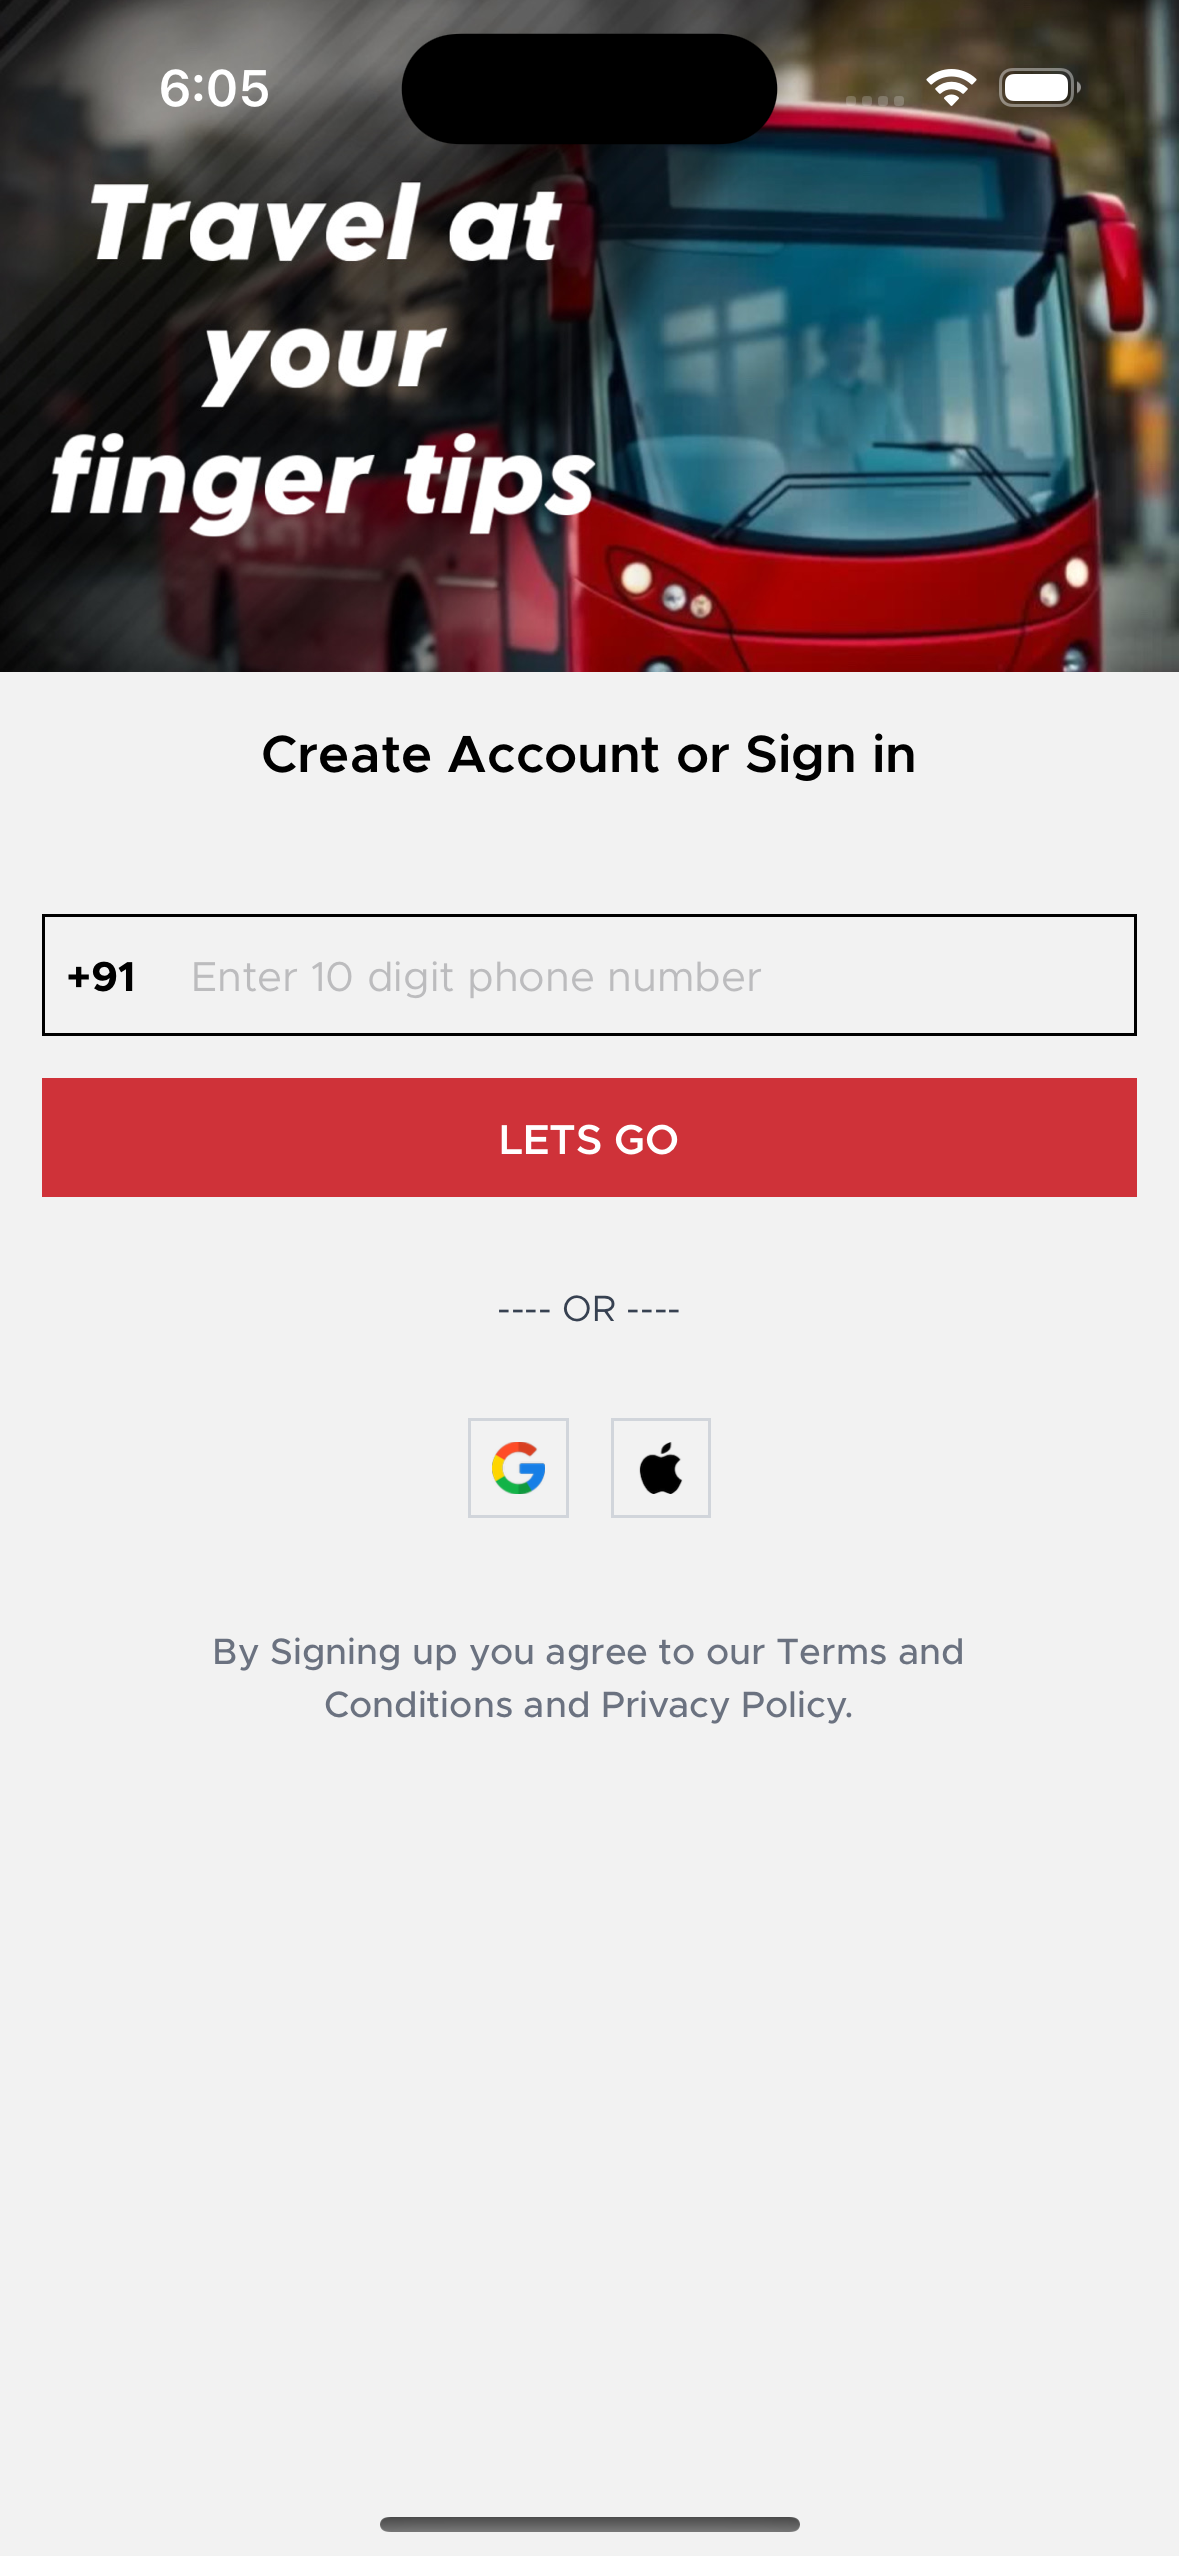 6:05
Travel at
your
finger tips
Create Account or Sign in
+91 Enter 10 digit phone number
LETS GO
---- OR ----
By Signing up you agree to our Terms and
Conditions and Privacy Policy.